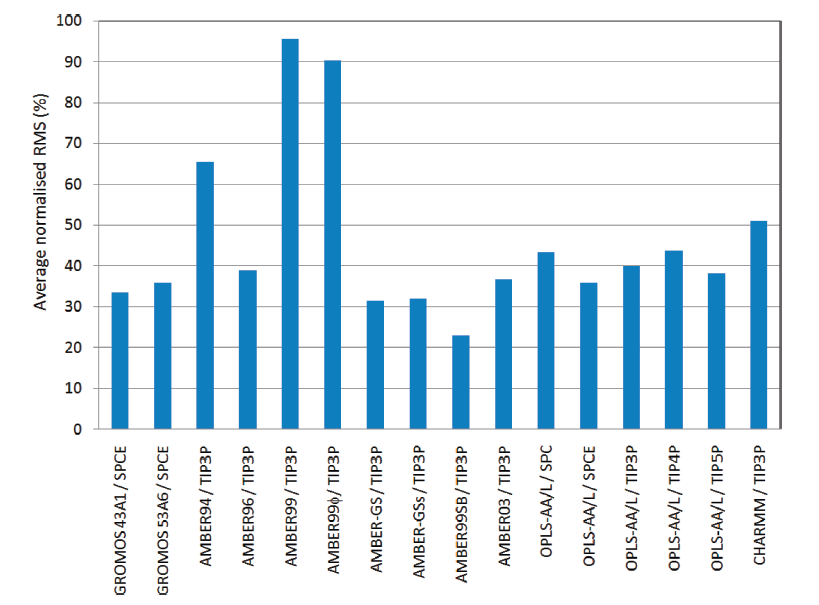 100
90
80
70
60
50
40
30
20
10
0
Average normalised RMS (%)
GROMOS 43A1 / SPCE
GROMOS 53A6 / SPCE
AMBER94 / TIP3P
AMBER96 / TIP3P
AMBER99 / TIP3P
AMBER99ϕ / TIP3P
AMBER-GS / TIP3P
AMBER-GSs / TIP3P
AMBER99SB / TIP3P
AMBER03 / TIP3P
OPLS-AA/L / SPC
OPLS-AA/L / SPCE
OPLS-AA/L / TIP3P
OPLS-AA/L / TIP4P
OPLS-AA/L / TIP5P
CHARMM / TIP3P